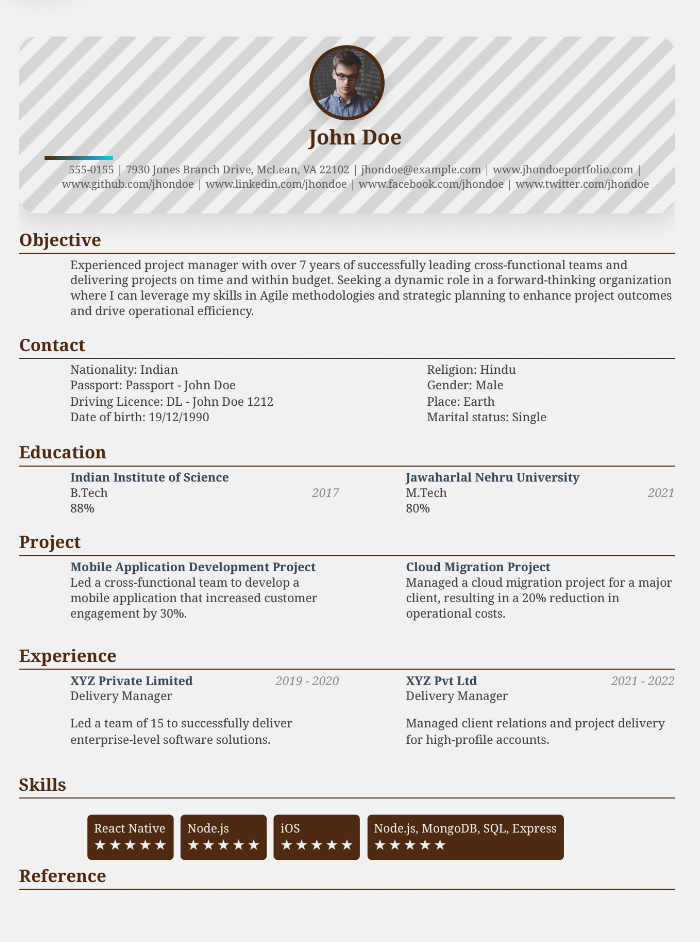 John Doe
555-0155 | 7930 Jones Branch Drive, McLean, VA 22102 | jhondoe@example.com | www.jhondoeportfolio.com |
www.github.com/jhondoe | www.linkedin.com/jhondoe | www.facebook.com/jhondoe | www.twitter.com/jhondoe
Objective
Experienced project manager with over 7 years of successfully leading cross-functional teams and
delivering projects on time and within budget. Seeking a dynamic role in a forward-thinking organization
where I can leverage my skills in Agile methodologies and strategic planning to enhance project outcomes
and drive operational efficiency.
Contact
Nationality: Indian
Passport: Passport - John Doe
Driving Licence: DL - John Doe 1212
Date of birth: 19/12/1990
Religion: Hindu
Gender: Male
Place: Earth
Marital status: Single
Education
Indian Institute of Science
B.Tech 2017
88%
Jawaharlal Nehru University
M.Tech 2021
80%
Project
Mobile Application Development Project
Led a cross-functional team to develop a
mobile application that increased customer
engagement by 30%.
Cloud Migration Project
Managed a cloud migration project for a major
client, resulting in a 20% reduction in
operational costs.
Experience
XYZ Private Limited 2019 - 2020
Delivery Manager
Led a team of 15 to successfully deliver
enterprise-level software solutions.
XYZ Pvt Ltd 2021 - 2022
Delivery Manager
Managed client relations and project delivery
for high-profile accounts.
Skills
React Native
★★★★★
Node.js
★★★★★
iOS
★★★★★
Node.js, MongoDB, SQL, Express
★★★★★
Reference